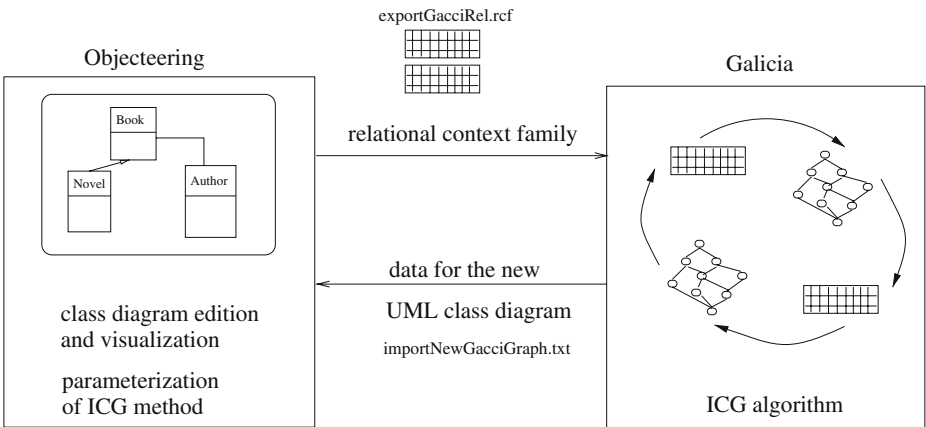 exportGacciRel.rcf
Objecteering
Galicia
Book
Novel
Author
relational context family
data for the new
UML class diagram
importNewGacciGraph.txt
class diagram edition
and visualization
parameterization
of ICG method
ICG algorithm